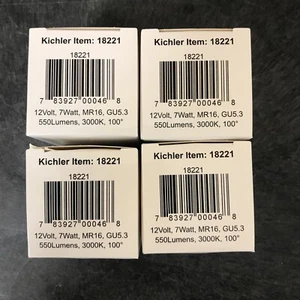 Kichler Item: 18221
18221
7 83927 00046 8
12Volt, 7Watt, MR16, GU5.3
550Lumens, 3000K, 100°
Kichler Item: 18221
18221
7 83927 00046 8
12Volt, 7Watt, MR16, GU5.3
550Lumens, 3000K, 100°
Kichler Item: 18221
18221
7 83927 00046 8
12Volt, 7Watt, MR16, GU5.3
550Lumens, 3000K, 100°
Kichler Item: 18221
18221
7 83927 00046 8
12Volt, 7Watt, MR16, GU5.3
550Lumens, 3000K, 100°